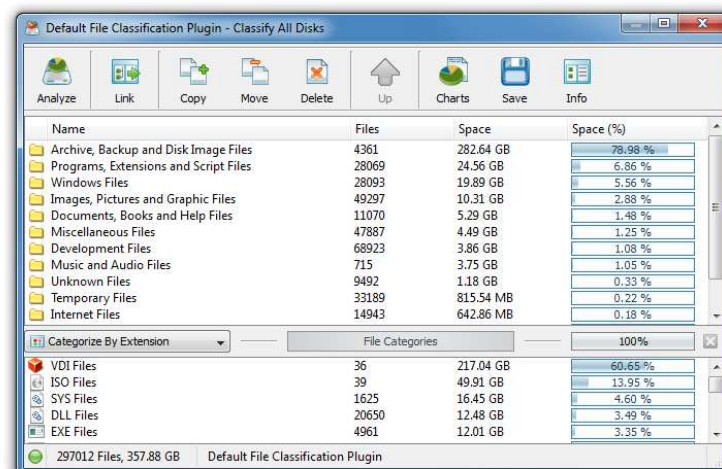 Default File Classification Plugin - Classify All Disks
Analyze Link Copy Move Delete Up Charts Save Info
Name Files Space Space (%)
Archive, Backup and Disk Image Files 4361 282.64 GB 78.98 %
Programs, Extensions and Script Files 28069 24.56 GB 6.86 %
Windows Files 28093 19.89 GB 5.56 %
Images, Pictures and Graphic Files 49297 10.31 GB 2.88 %
Documents, Books and Help Files 11070 5.29 GB 1.48 %
Miscellaneous Files 47887 4.49 GB 1.25 %
Development Files 68923 3.86 GB 1.08 %
Music and Audio Files 715 3.75 GB 1.05 %
Unknown Files 9492 1.18 GB 0.33 %
Temporary Files 33189 815.54 MB 0.22 %
Internet Files 14943 642.86 MB 0.18 %
Categorize By Extension File Categories 100%
VDI Files 36 217.04 GB 60.65 %
ISO Files 39 49.91 GB 13.95 %
SYS Files 1625 16.45 GB 4.60 %
DLL Files 20650 12.48 GB 3.49 %
EXE Files 4961 12.01 GB 3.35 %
297012 Files, 357.88 GB Default File Classification Plugin